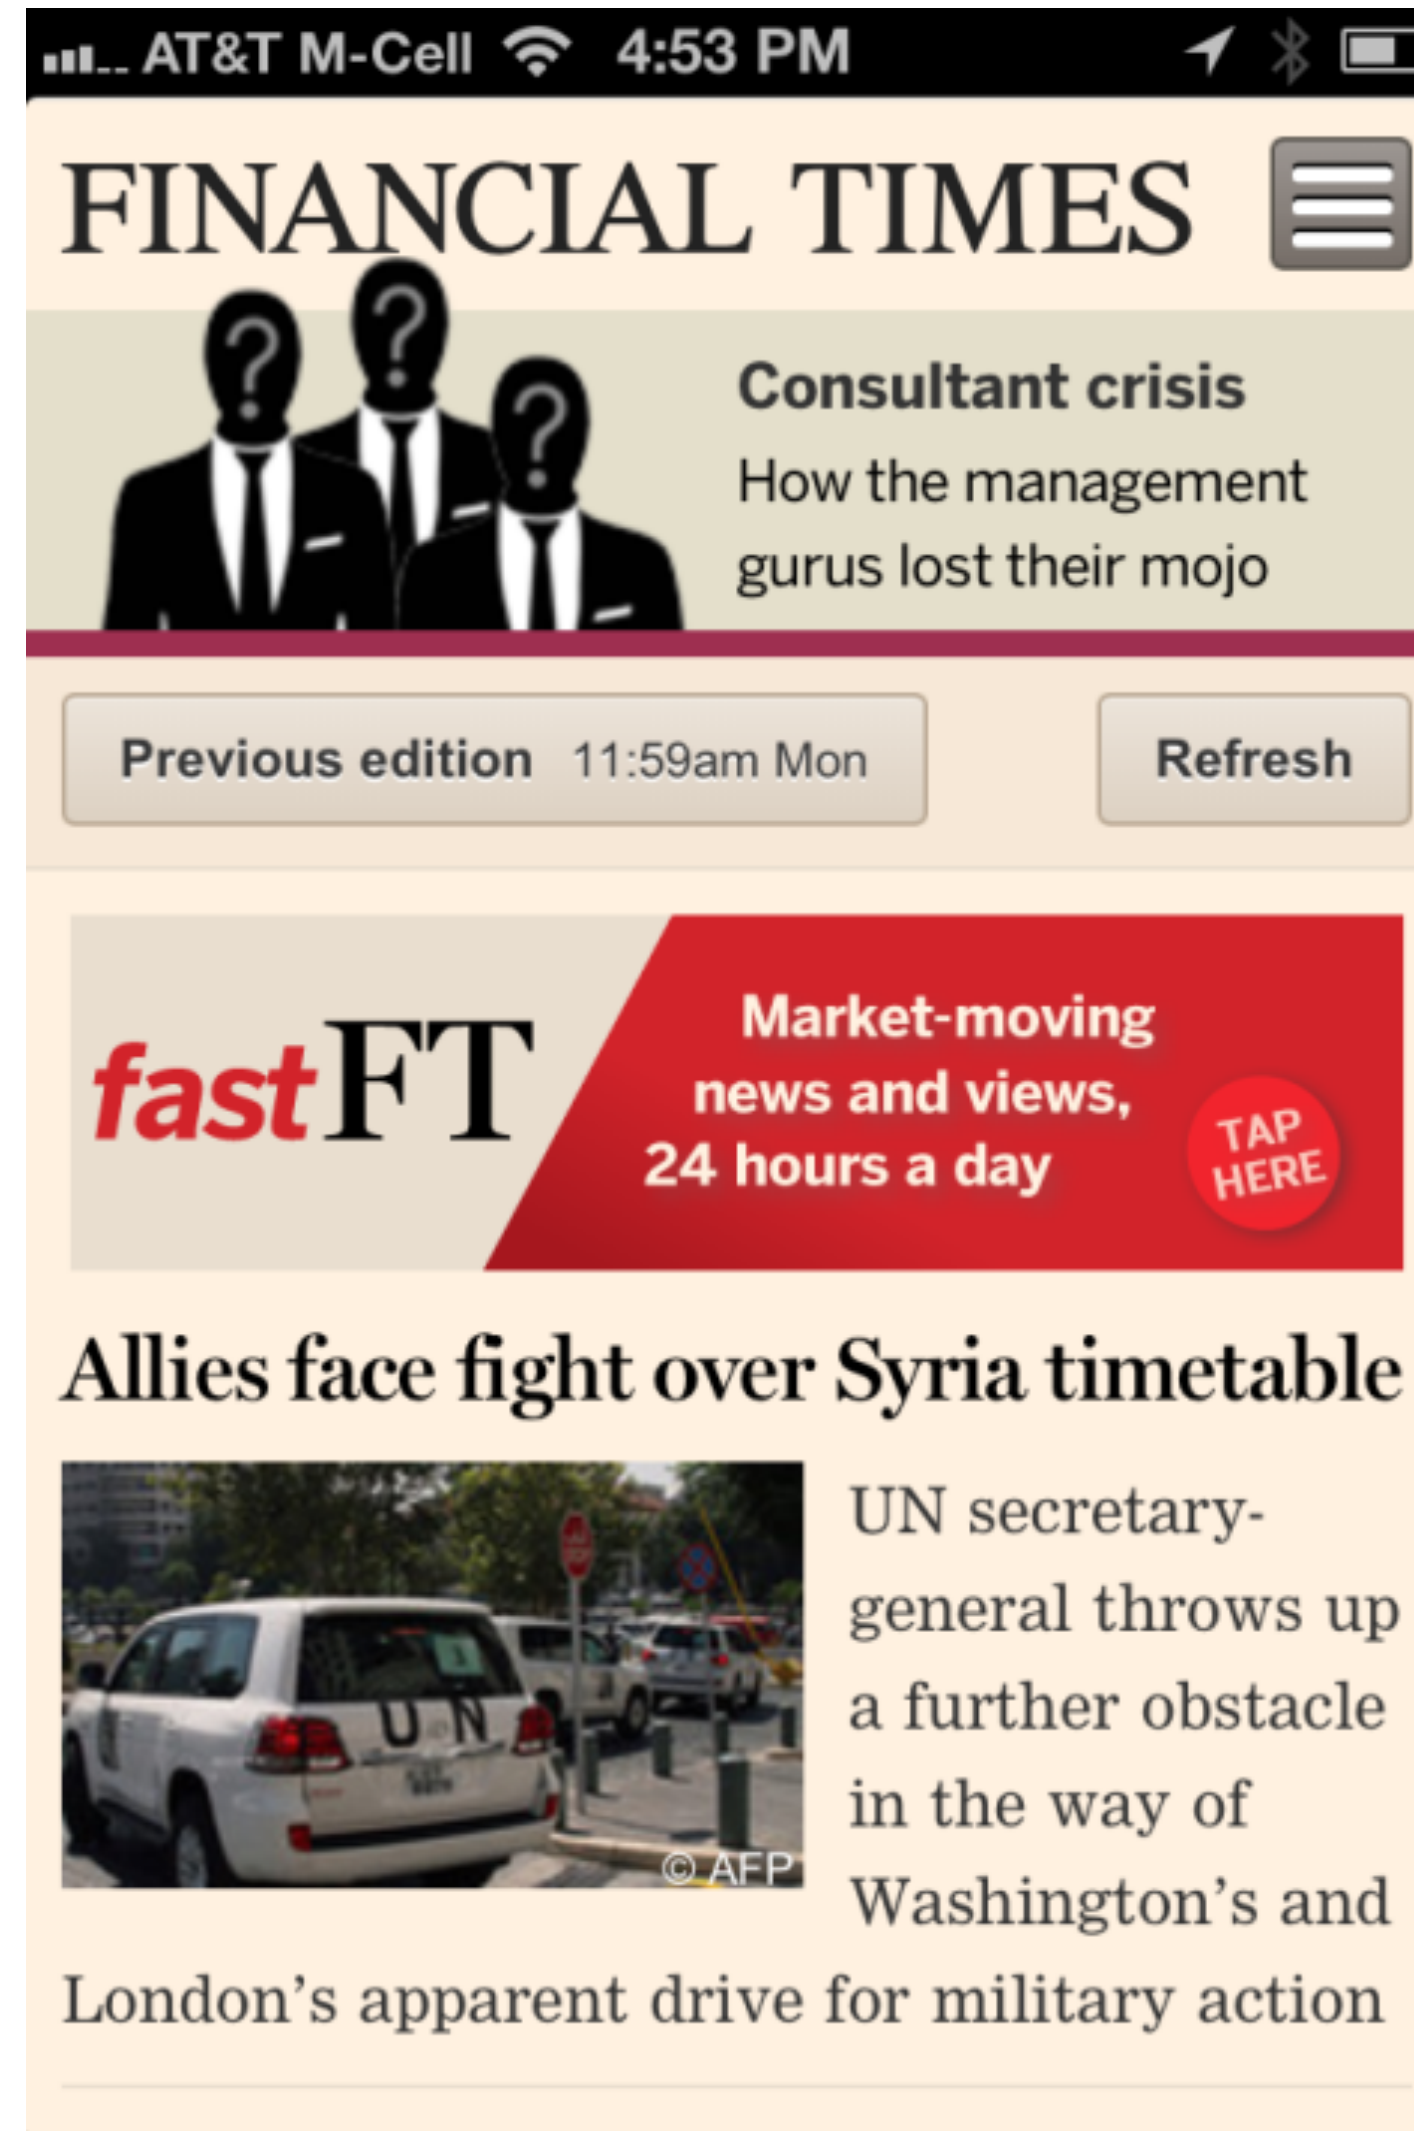 AT&T M-Cell 4:53 PM
FINANCIAL TIMES
? ? ?
Consultant crisis
How the management
gurus lost their mojo
Previous edition 11:59am Mon
Refresh
fastFT
Market-moving
news and views,
24 hours a day
TAP
HERE
Allies face fight over Syria timetable
UN
© AFP
UN secretary-
general throws up
a further obstacle
in the way of
Washington’s and
London’s apparent drive for military action